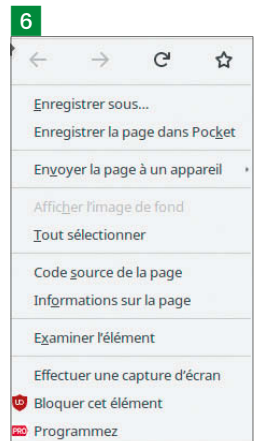 6
Enregistrer sous...
Enregistrer la page dans Pocket
Envoyer la page à un appareil
Afficher l'image de fond
Tout sélectionner
Code source de la page
Informations sur la page
Examiner l'élément
Effectuer une capture d'écran
Bloquer cet élément
PRO Programmez